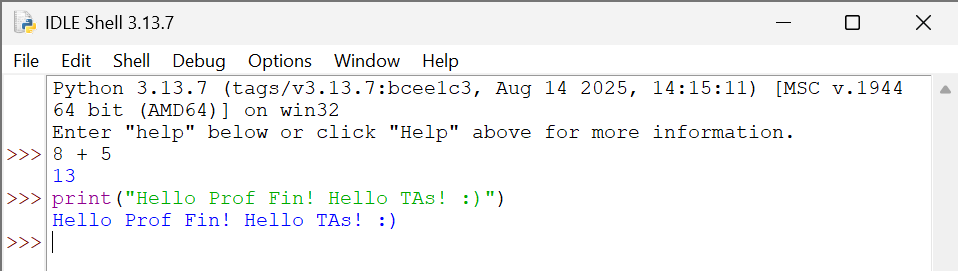 IDLE Shell 3.13.7
File Edit Shell Debug Options Window Help
Python 3.13.7 (tags/v3.13.7:bcee1c3, Aug 14 2025, 14:15:11) [MSC v.1944
64 bit (AMD64)] on win32
Enter "help" below or click "Help" above for more information.
>>> 8 + 5
13
>>> print("Hello Prof Fin! Hello TAs! :)")
Hello Prof Fin! Hello TAs! :)
>>>